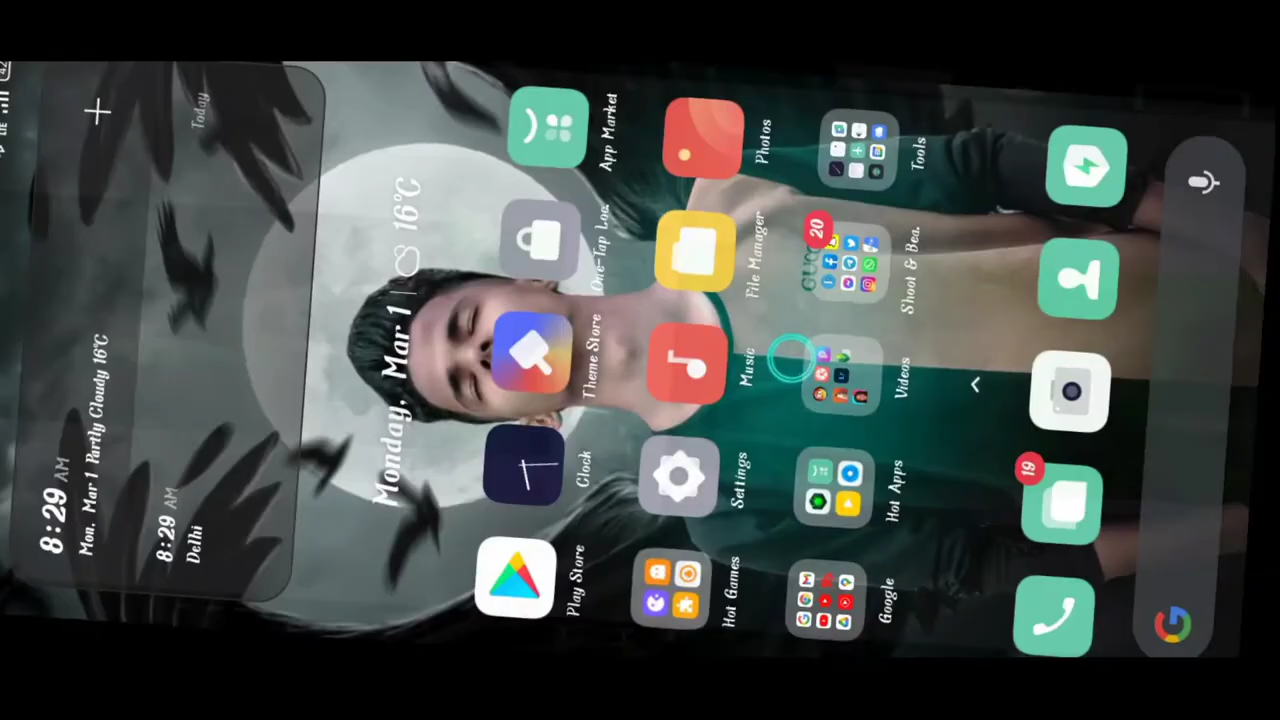 8:29 AM
Mon. Mar 1 Partly Cloudy 16°C
Today
8:29 AM
Delhi
Monday, Mar 1 | 16°C
Play Store
Clock
Theme Store
One-Tap Loc.
App Market
Hot Games
Settings
Music
File Manager
Photos
Google
Hot Apps
Videos
20
Shoot & Bea.
Tools
GUCCI
19